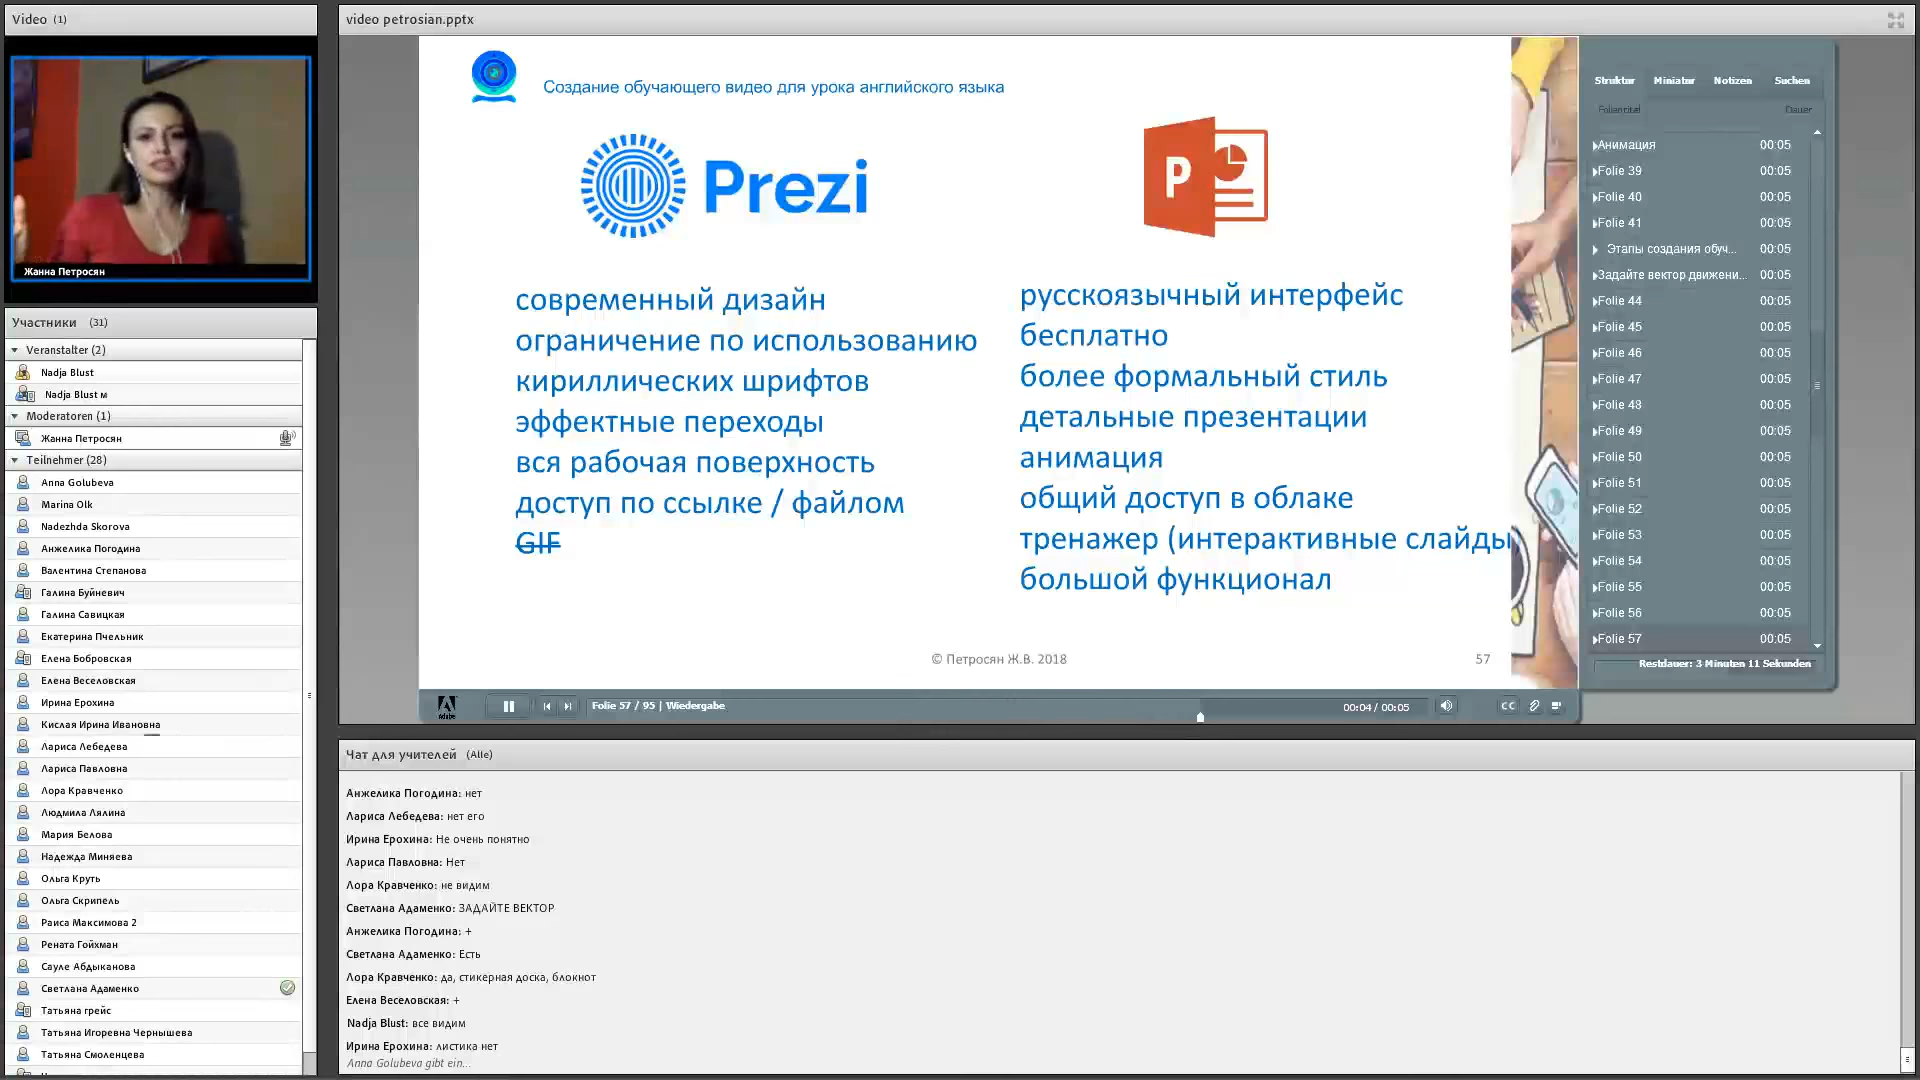 Video (1)
Жанна Петросян
Участники (31)
Veranstalter (2)
Nadja Blust
Nadja Blust м
Moderatoren (1)
Жанна Петросян
Teilnehmer (28)
Anna Golubeva
Marina Olk
Nadezhda Skorova
Анжелика Погодина
Валентина Степанова
Галина Буйневич
Галина Савицкая
Екатерина Пчельник
Елена Бобровская
Елена Веселовская
Ирина Ерохина
Кислая Ирина Ивановна
Лариса Лебедева
Лариса Павловна
Лора Кравченко
Людмила Лялина
Мария Белова
Надежда Миняева
Ольга Круть
Ольга Скрипель
Раиса Максимова 2
Рената Гойхман
Сауле Абдыканова
Светлана Адаменко
Татьяна грейс
Татьяна Игоревна Чернышева
Татьяна Смоленцева
video petrosian.pptx
Создание обучающего видео для урока английского языка
Prezi
P
современный дизайн
ограничение по использованию
кириллических шрифтов
эффектные переходы
вся рабочая поверхность
доступ по ссылке / файлом
GIF
русскоязычный интерфейс
бесплатно
более формальный стиль
детальные презентации
анимация
общий доступ в облаке
тренажер (интерактивные слайды)
большой функционал
© Петросян Ж.В. 2018
57
Struktur Miniatur Notizen Suchen
Folientitel Dauer
Анимация 00:05
Folie 39 00:05
Folie 40 00:05
Folie 41 00:05
Этапы создания обуч... 00:05
Задайте вектор движени... 00:05
Folie 44 00:05
Folie 45 00:05
Folie 46 00:05
Folie 47 00:05
Folie 48 00:05
Folie 49 00:05
Folie 50 00:05
Folie 51 00:05
Folie 52 00:05
Folie 53 00:05
Folie 54 00:05
Folie 55 00:05
Folie 56 00:05
Folie 57 00:05
Restdauer: 3 Minuten 11 Sekunden
Adobe
Folie 57 / 95 | Wiedergabe
00:04 / 00:05
CC
Чат для учителей (Alle)
Анжелика Погодина: нет
Лариса Лебедева: нет его
Ирина Ерохина: Не очень понятно
Лариса Павловна: Нет
Лора Кравченко: не видим
Светлана Адаменко: ЗАДАЙТЕ ВЕКТОР
Анжелика Погодина: +
Светлана Адаменко: Есть
Лора Кравченко: да, стикерная доска, блокнот
Елена Веселовская: +
Nadja Blust: все видим
Ирина Ерохина: листика нет
Anna Golubeva gibt ein...